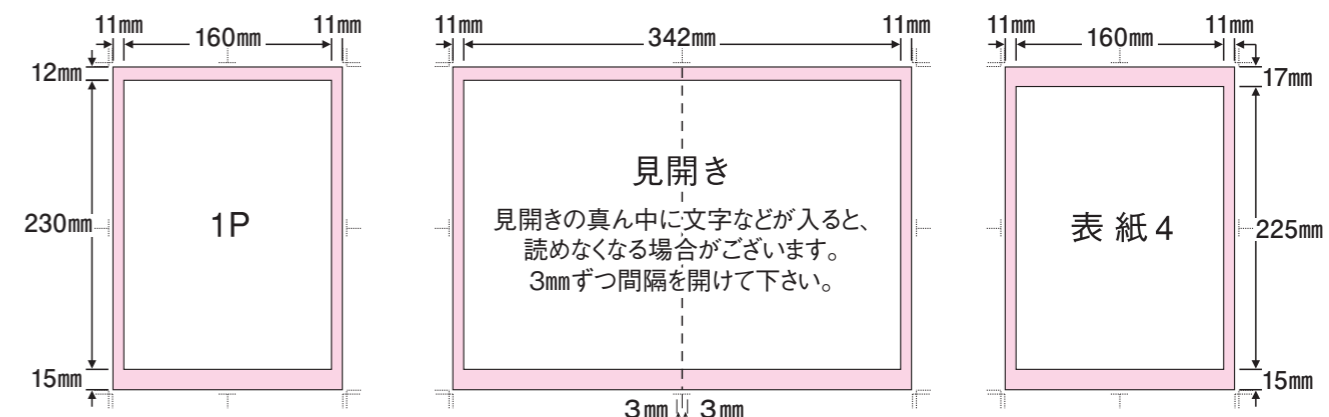 11㎜
160㎜
11㎜
12㎜
230㎜
15㎜
1P
11㎜
342㎜
11㎜
見開き
見開きの真ん中に文字などが入ると、
読めなくなる場合がございます。
3㎜ずつ間隔を開けて下さい。
3㎜ 3㎜
11㎜
160㎜
11㎜
17㎜
表紙4
225㎜
15㎜